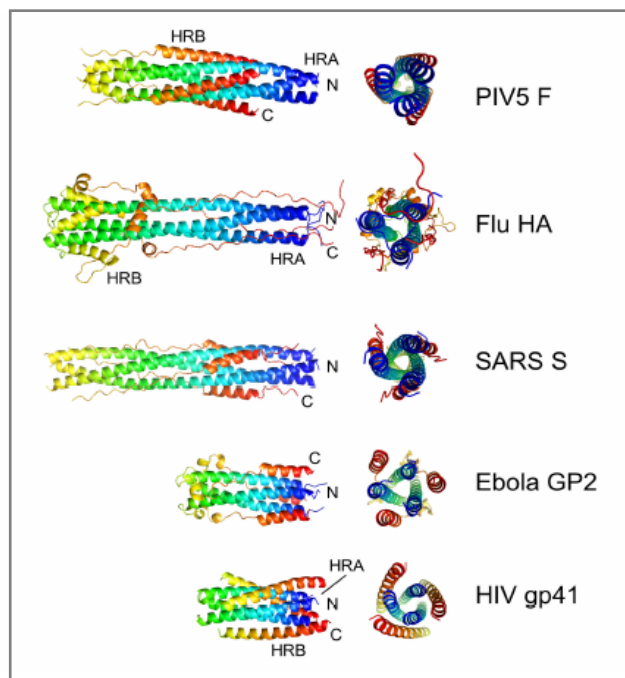 HRB
HRA
N
C
PIV5 F
N
C
HRA
HRB
Flu HA
N
C
SARS S
C
N
Ebola GP2
HRA
N
C
HRB
HIV gp41